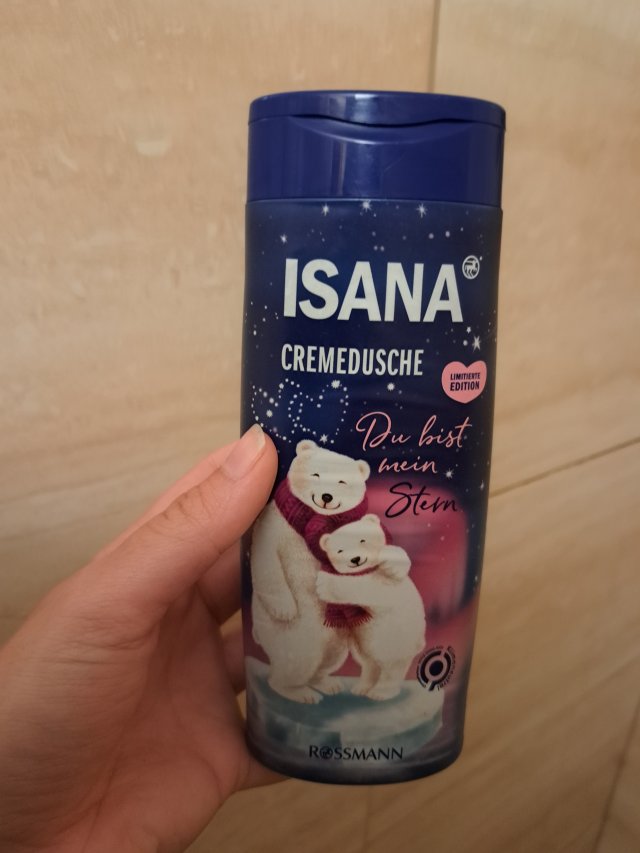 ISANA
CREMEDUSCHE
LIMITIERTE
EDITION
Du bist
mein
Stern
ROSSMANN